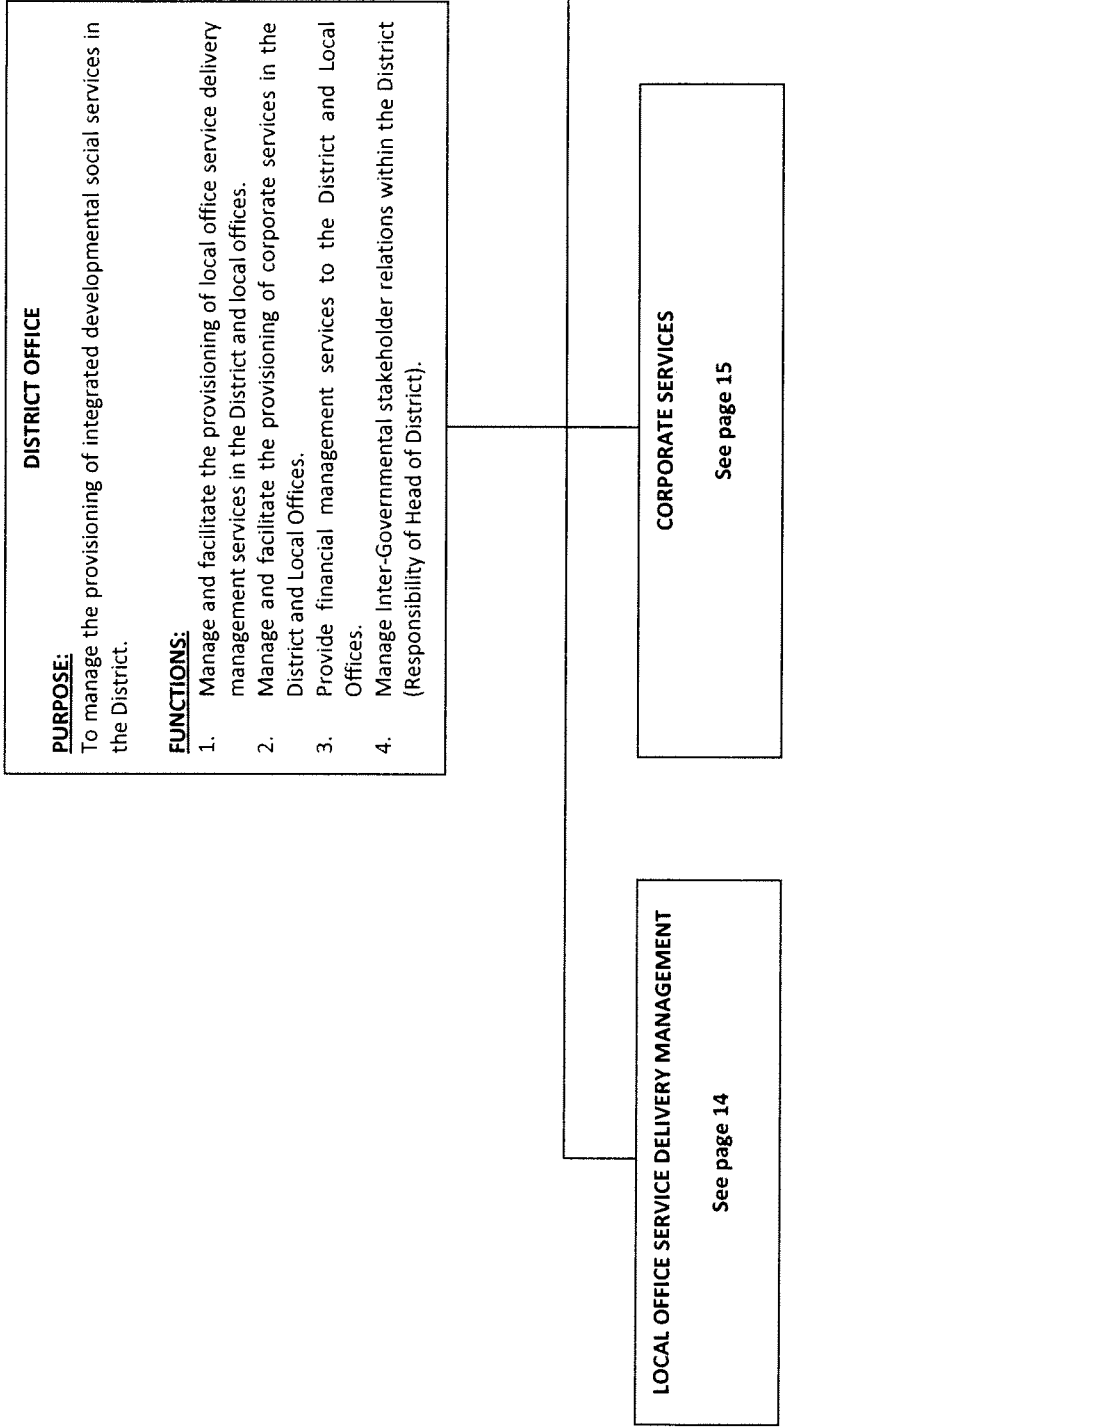 DISTRICT OFFICE
PURPOSE:
To manage the provisioning of integrated developmental social services in
the District.
FUNCTIONS:
1. Manage and facilitate the provisioning of local office service delivery
management services in the District and local offices.
2. Manage and facilitate the provisioning of corporate services in the
District and Local Offices.
3. Provide financial management services to the District and Local
Offices.
4. Manage Inter-Governmental stakeholder relations within the District
(Responsibility of Head of District).
LOCAL OFFICE SERVICE DELIVERY MANAGEMENT
See page 14
CORPORATE SERVICES
See page 15